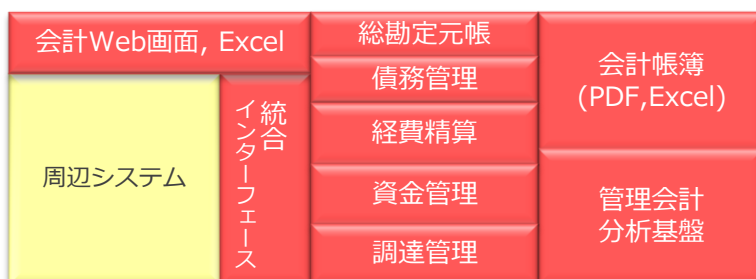 会計Web画面, Excel
周辺システム
統合
インターフェース
総勘定元帳
債務管理
経費精算
資金管理
調達管理
会計帳簿
(PDF,Excel)
管理会計
分析基盤